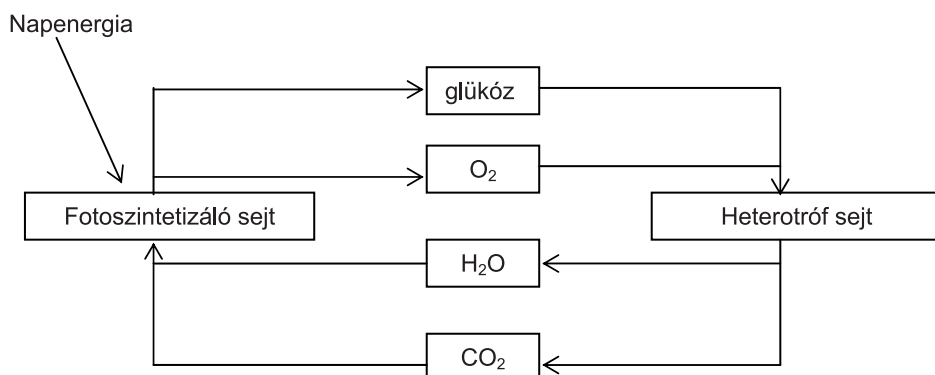 Napenergia
glükóz
O₂
Fotoszintetizáló sejt
Heterotróf sejt
H₂O
CO₂